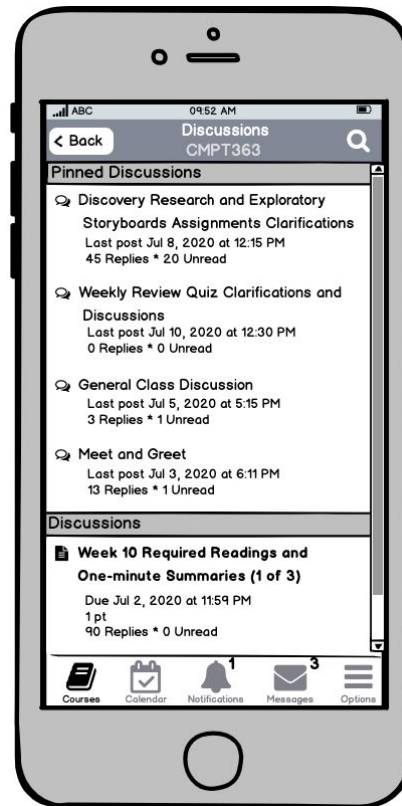 ABC 09:52 AM
< Back
Discussions
CMPT363
Pinned Discussions
Discovery Research and Exploratory
Storyboards Assignments Clarifications
Last post Jul 8, 2020 at 12:15 PM
45 Replies * 20 Unread
Weekly Review Quiz Clarifications and
Discussions
Last post Jul 10, 2020 at 12:30 PM
0 Replies * 0 Unread
General Class Discussion
Last post Jul 5, 2020 at 5:15 PM
3 Replies * 1 Unread
Meet and Greet
Last post Jul 3, 2020 at 6:11 PM
13 Replies * 1 Unread
Discussions
Week 10 Required Readings and
One-minute Summaries (1 of 3)
Due Jul 2, 2020 at 11:59 PM
1 pt
90 Replies * 0 Unread
1 3
Courses Calendar Notifications Messages Options